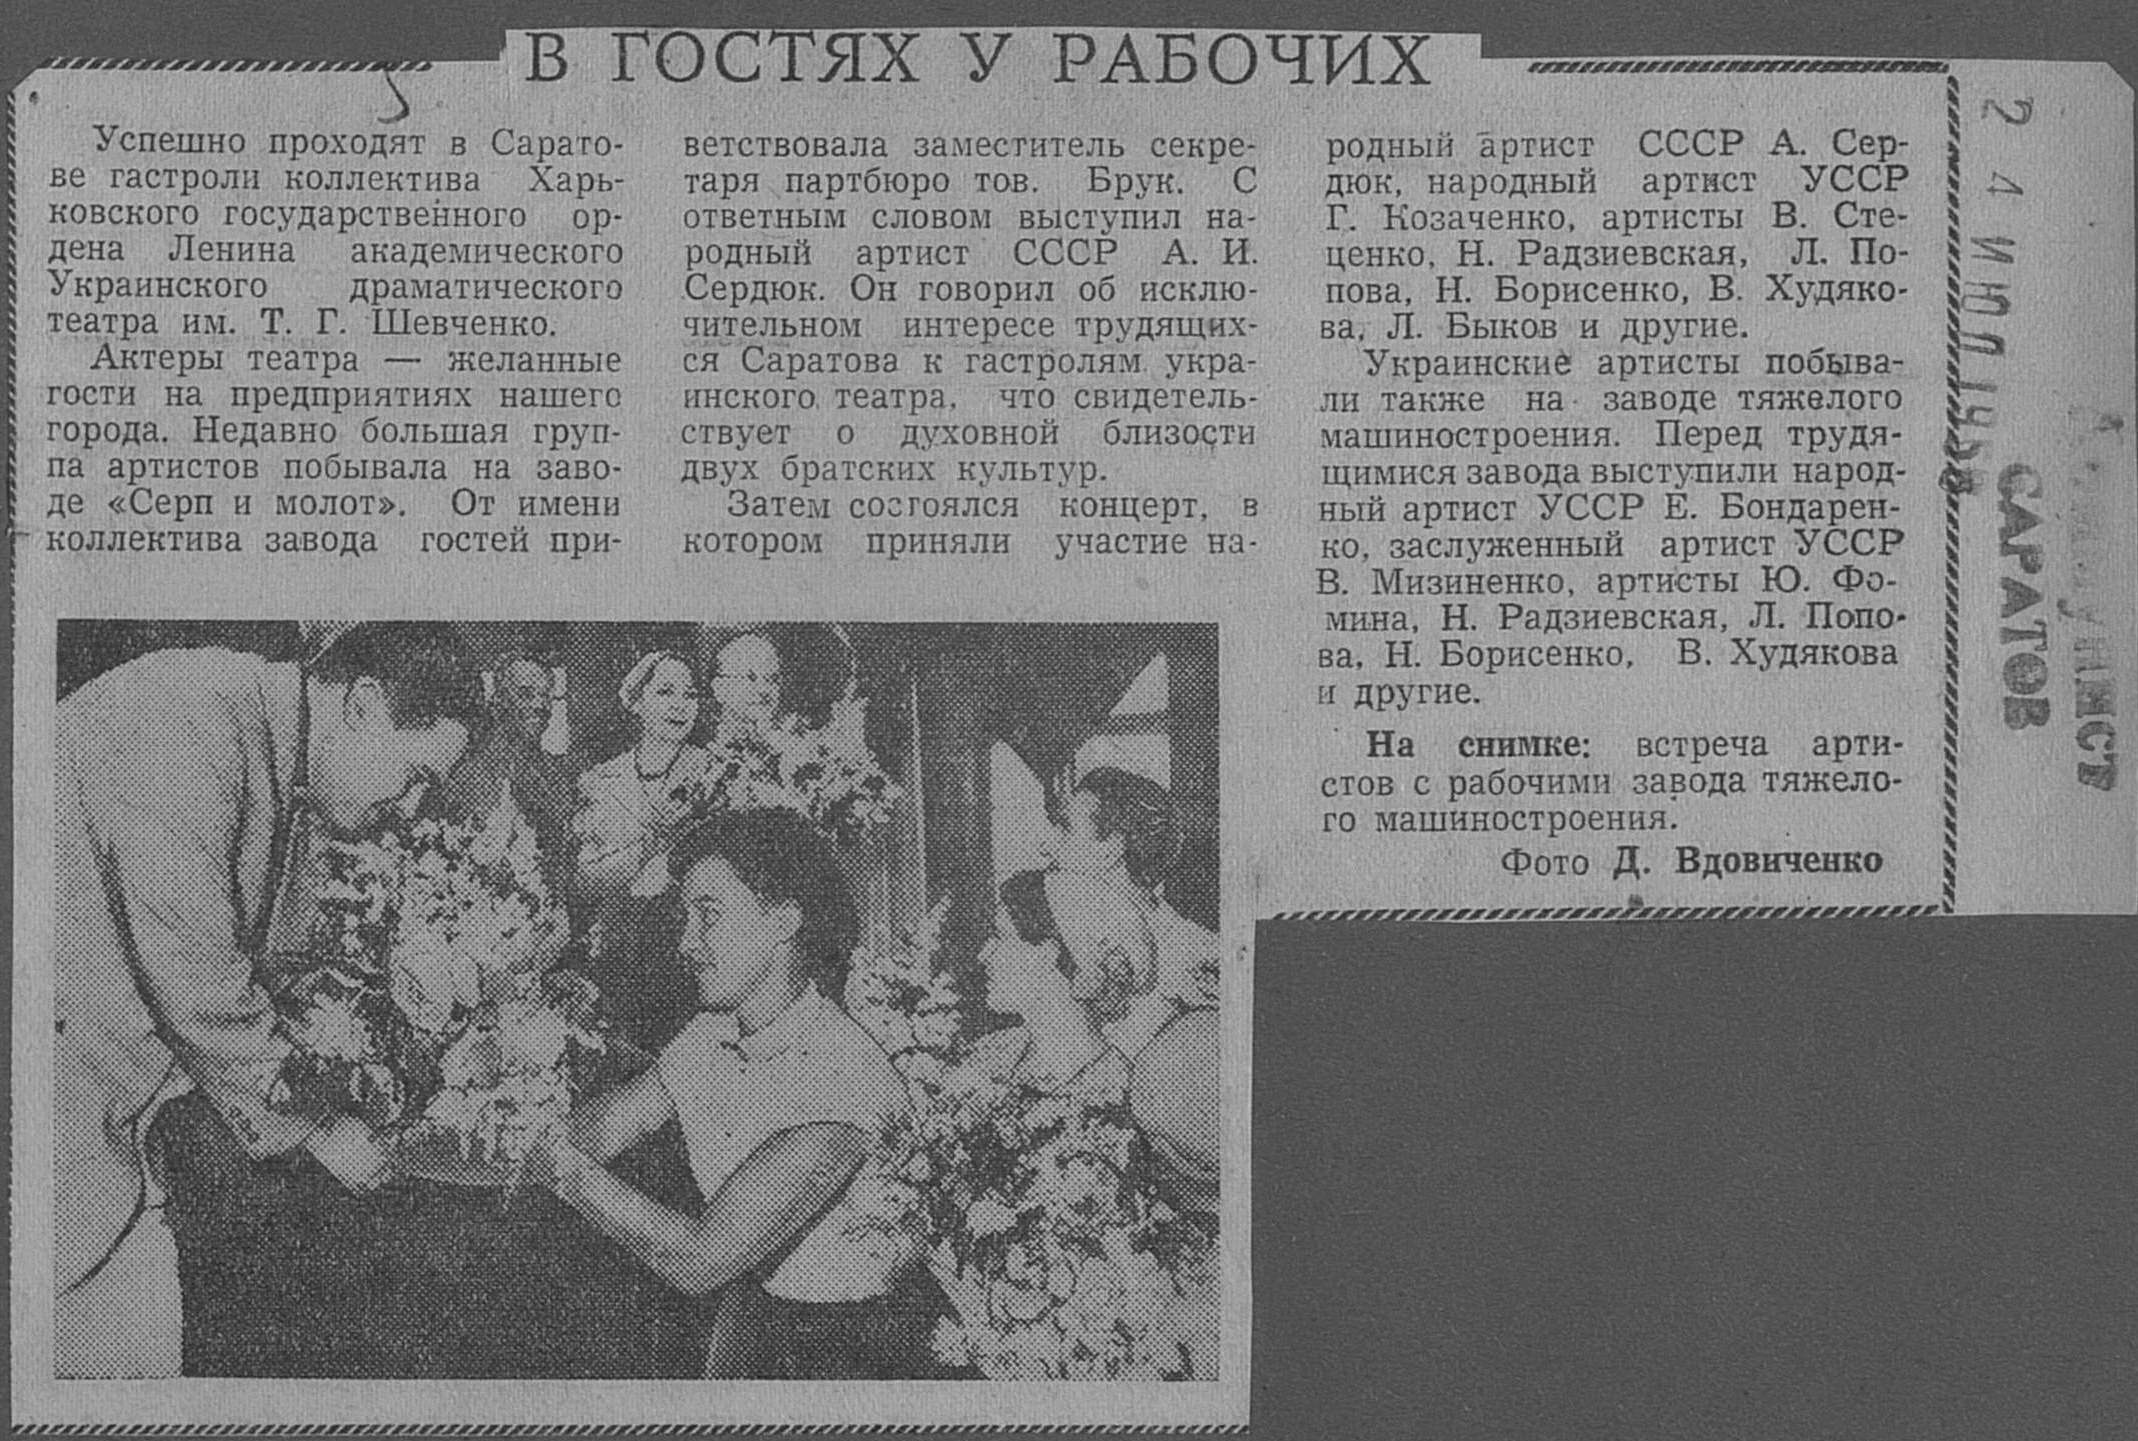 В ГОСТЯХ У РАБОЧИХ
Успешно проходят в Сарато-
ве гастроли коллектива Харь-
ковского государственного ор-
дена Ленина академического
Украинского драматического
театра им. Т. Г. Шевченко.
Актеры театра — желанные
гости на предприятиях нашего
города. Недавно большая груп-
па артистов побывала на заво-
де «Серп и молот». От имени
коллектива завода гостей при-
ветствовала заместитель секре-
таря партбюро тов. Брук. С
ответным словом выступил на-
родный артист СССР А. И.
Сердюк. Он говорил об исклю-
чительном интересе трудящих-
ся Саратова к гастролям укра-
инского театра, что свидетель-
ствует о духовной близости
двух братских культур.
Затем состоялся концерт, в
котором приняли участие на-
родный артист СССР А. Сер-
дюк, народный артист УССР
Г. Козаченко, артисты В. Сте-
ценко, Н. Радзиевская, Л. По-
пова, Н. Борисенко, В. Худяко-
ва, Л. Быков и другие.
Украинские артисты побыва-
ли также на заводе тяжелого
машиностроения. Перед трудя-
щимися завода выступили народ-
ный артист УССР Е. Бондарен-
ко, заслуженный артист УССР
В. Мизиненко, артисты Ю. Фо-
мина, Н. Радзиевская, Л. Попо-
ва, Н. Борисенко, В. Худякова
и другие.
На снимке: встреча арти-
стов с рабочими завода тяжело-
го машиностроения.
Фото Д. Вдовиченко
24 ИЮЛ
САРАТОВ